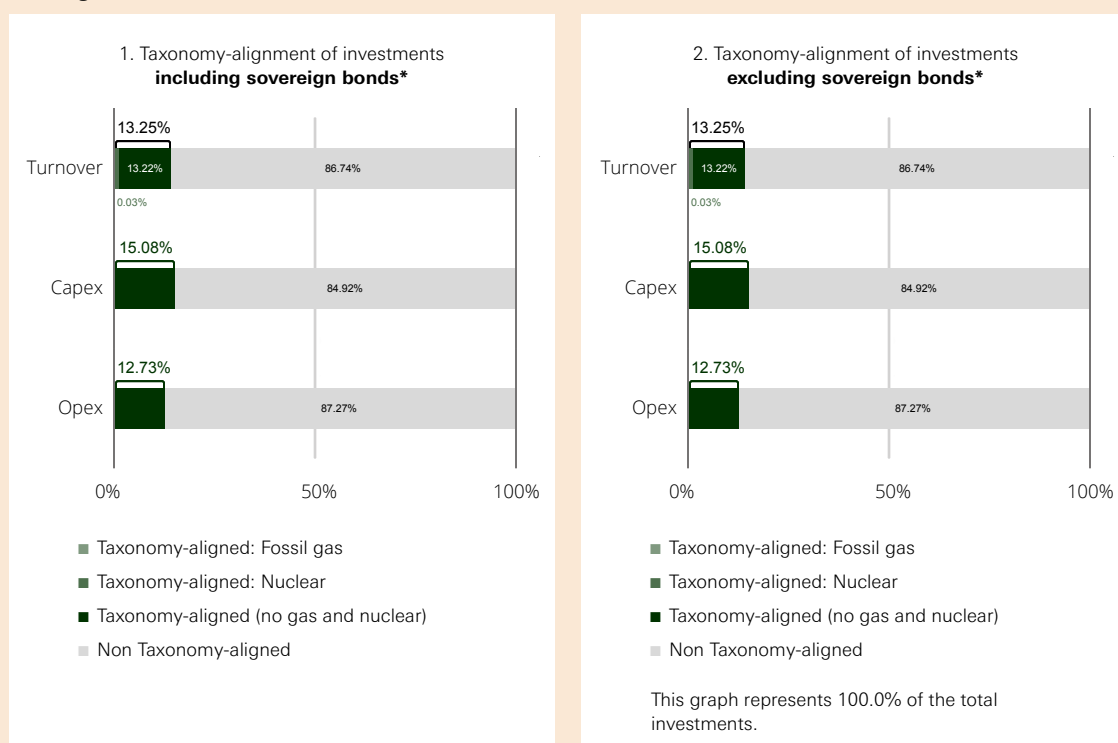 1. Taxonomy-alignment of investments
including sovereign bonds*
13.25%
Turnover
13.22%
86.74%
0.03%
15.08%
Capex
84.92%
12.73%
Opex
87.27%
0%
50%
100%
Taxonomy-aligned: Fossil gas
Taxonomy-aligned: Nuclear
Taxonomy-aligned (no gas and nuclear)
Non Taxonomy-aligned
2. Taxonomy-alignment of investments
excluding sovereign bonds*
13.25%
Turnover
13.22%
86.74%
0.03%
15.08%
Capex
84.92%
12.73%
Opex
87.27%
0%
50%
100%
Taxonomy-aligned: Fossil gas
Taxonomy-aligned: Nuclear
Taxonomy-aligned (no gas and nuclear)
Non Taxonomy-aligned
This graph represents 100.0% of the total
investments.